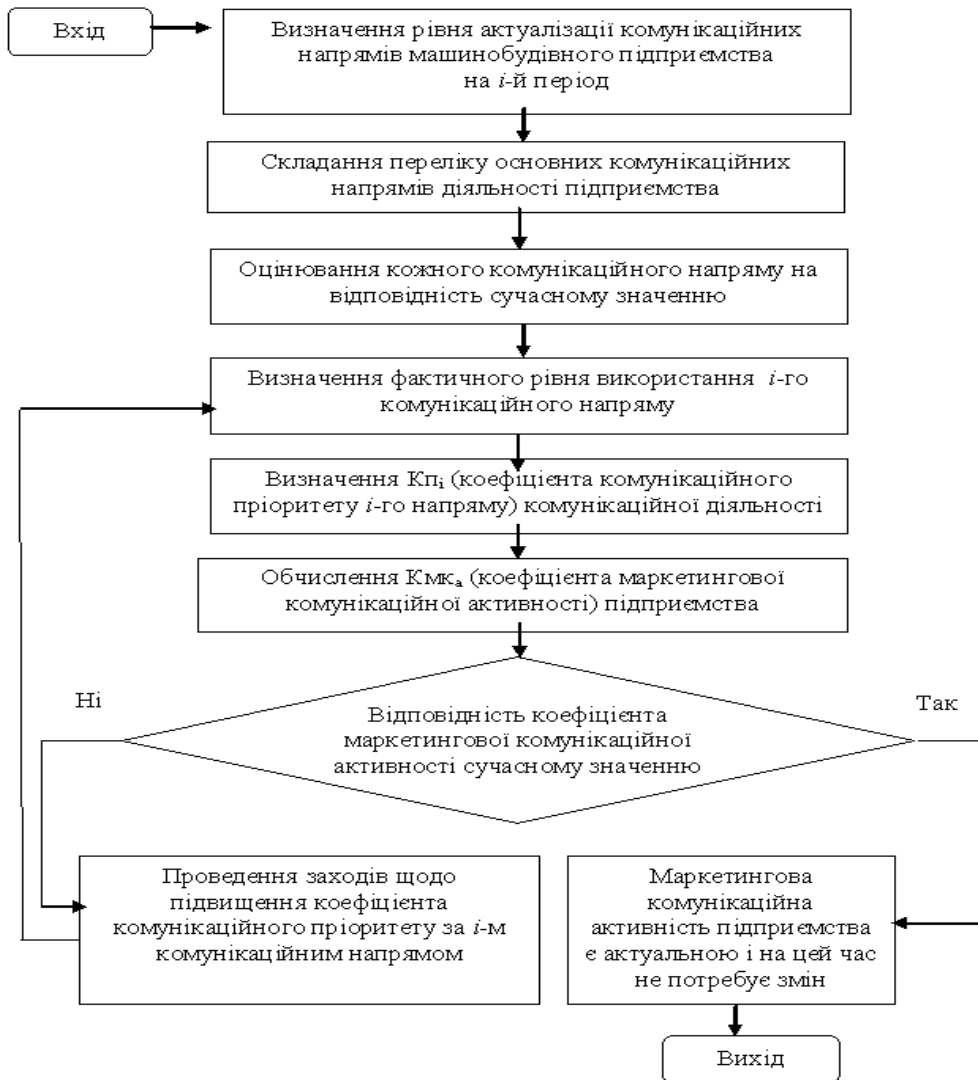 Вхід
Визначення рівня актуалізації комунікаційних
напрямів машинобудівного підприємства
на і-й період
Складання переліку основних комунікаційних
напрямів діяльності підприємства
Оцінювання кожного комунікаційного напряму на
відповідність сучасному значенню
Визначення фактичного рівня використання і-го
комунікаційного напряму
Визначення Кпі (коефіцієнта комунікаційного
пріоритету і-го напряму) комунікаційної діяльності
Обчислення Кмка (коефіцієнта маркетингової
комунікаційної активності) підприємства
Ні
Так
Відповідність коефіцієнта
маркетингової комунікаційної
активності сучасному значенню
Проведення заходів щодо
підвищення коефіцієнта
комунікаційного пріоритету за і-м
комунікаційним напрямом
Маркетингова
комунікаційна
активність підприємства
є актуальною і на цей час
не потребує змін
Вихід